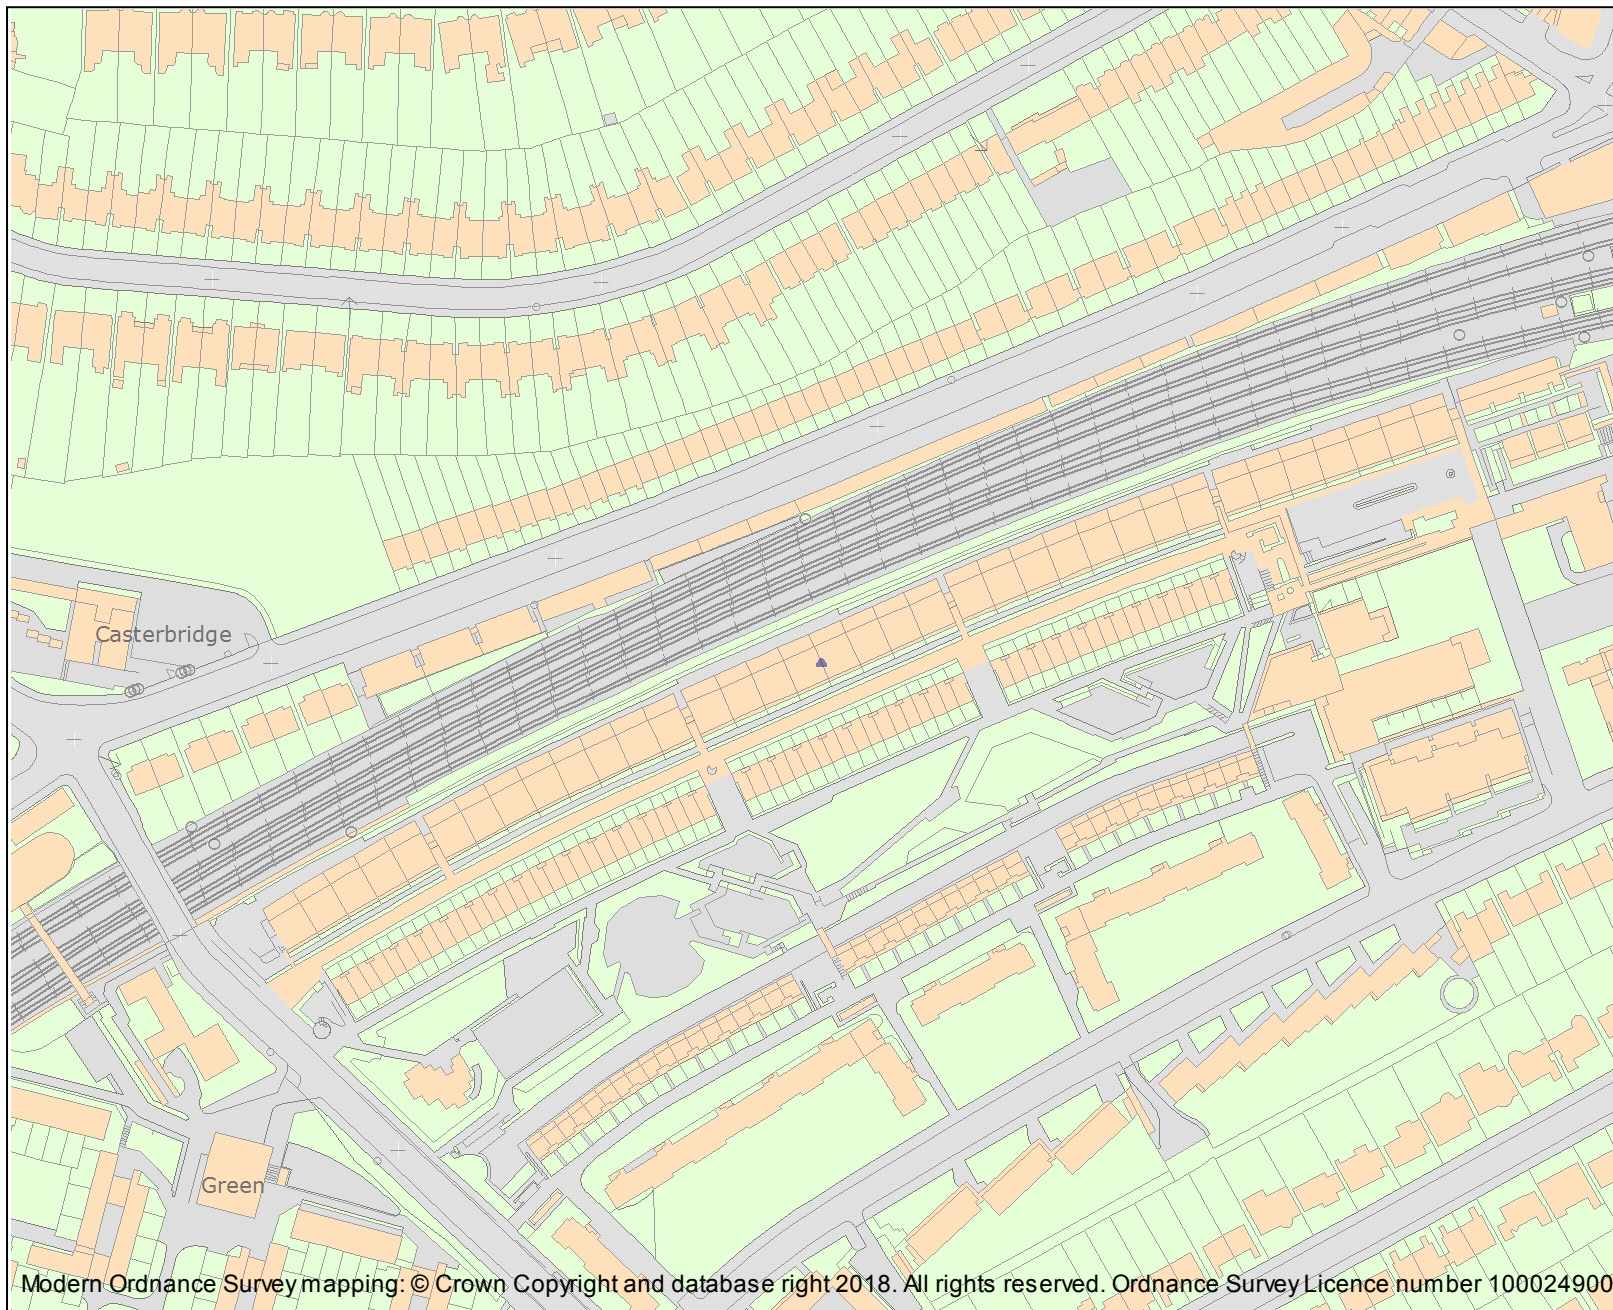 Casterbridge
Green
Modern Ordnance Survey mapping: © Crown Copyright and database right 2018. All rights reserved. Ordnance Survey Licence number 100024900